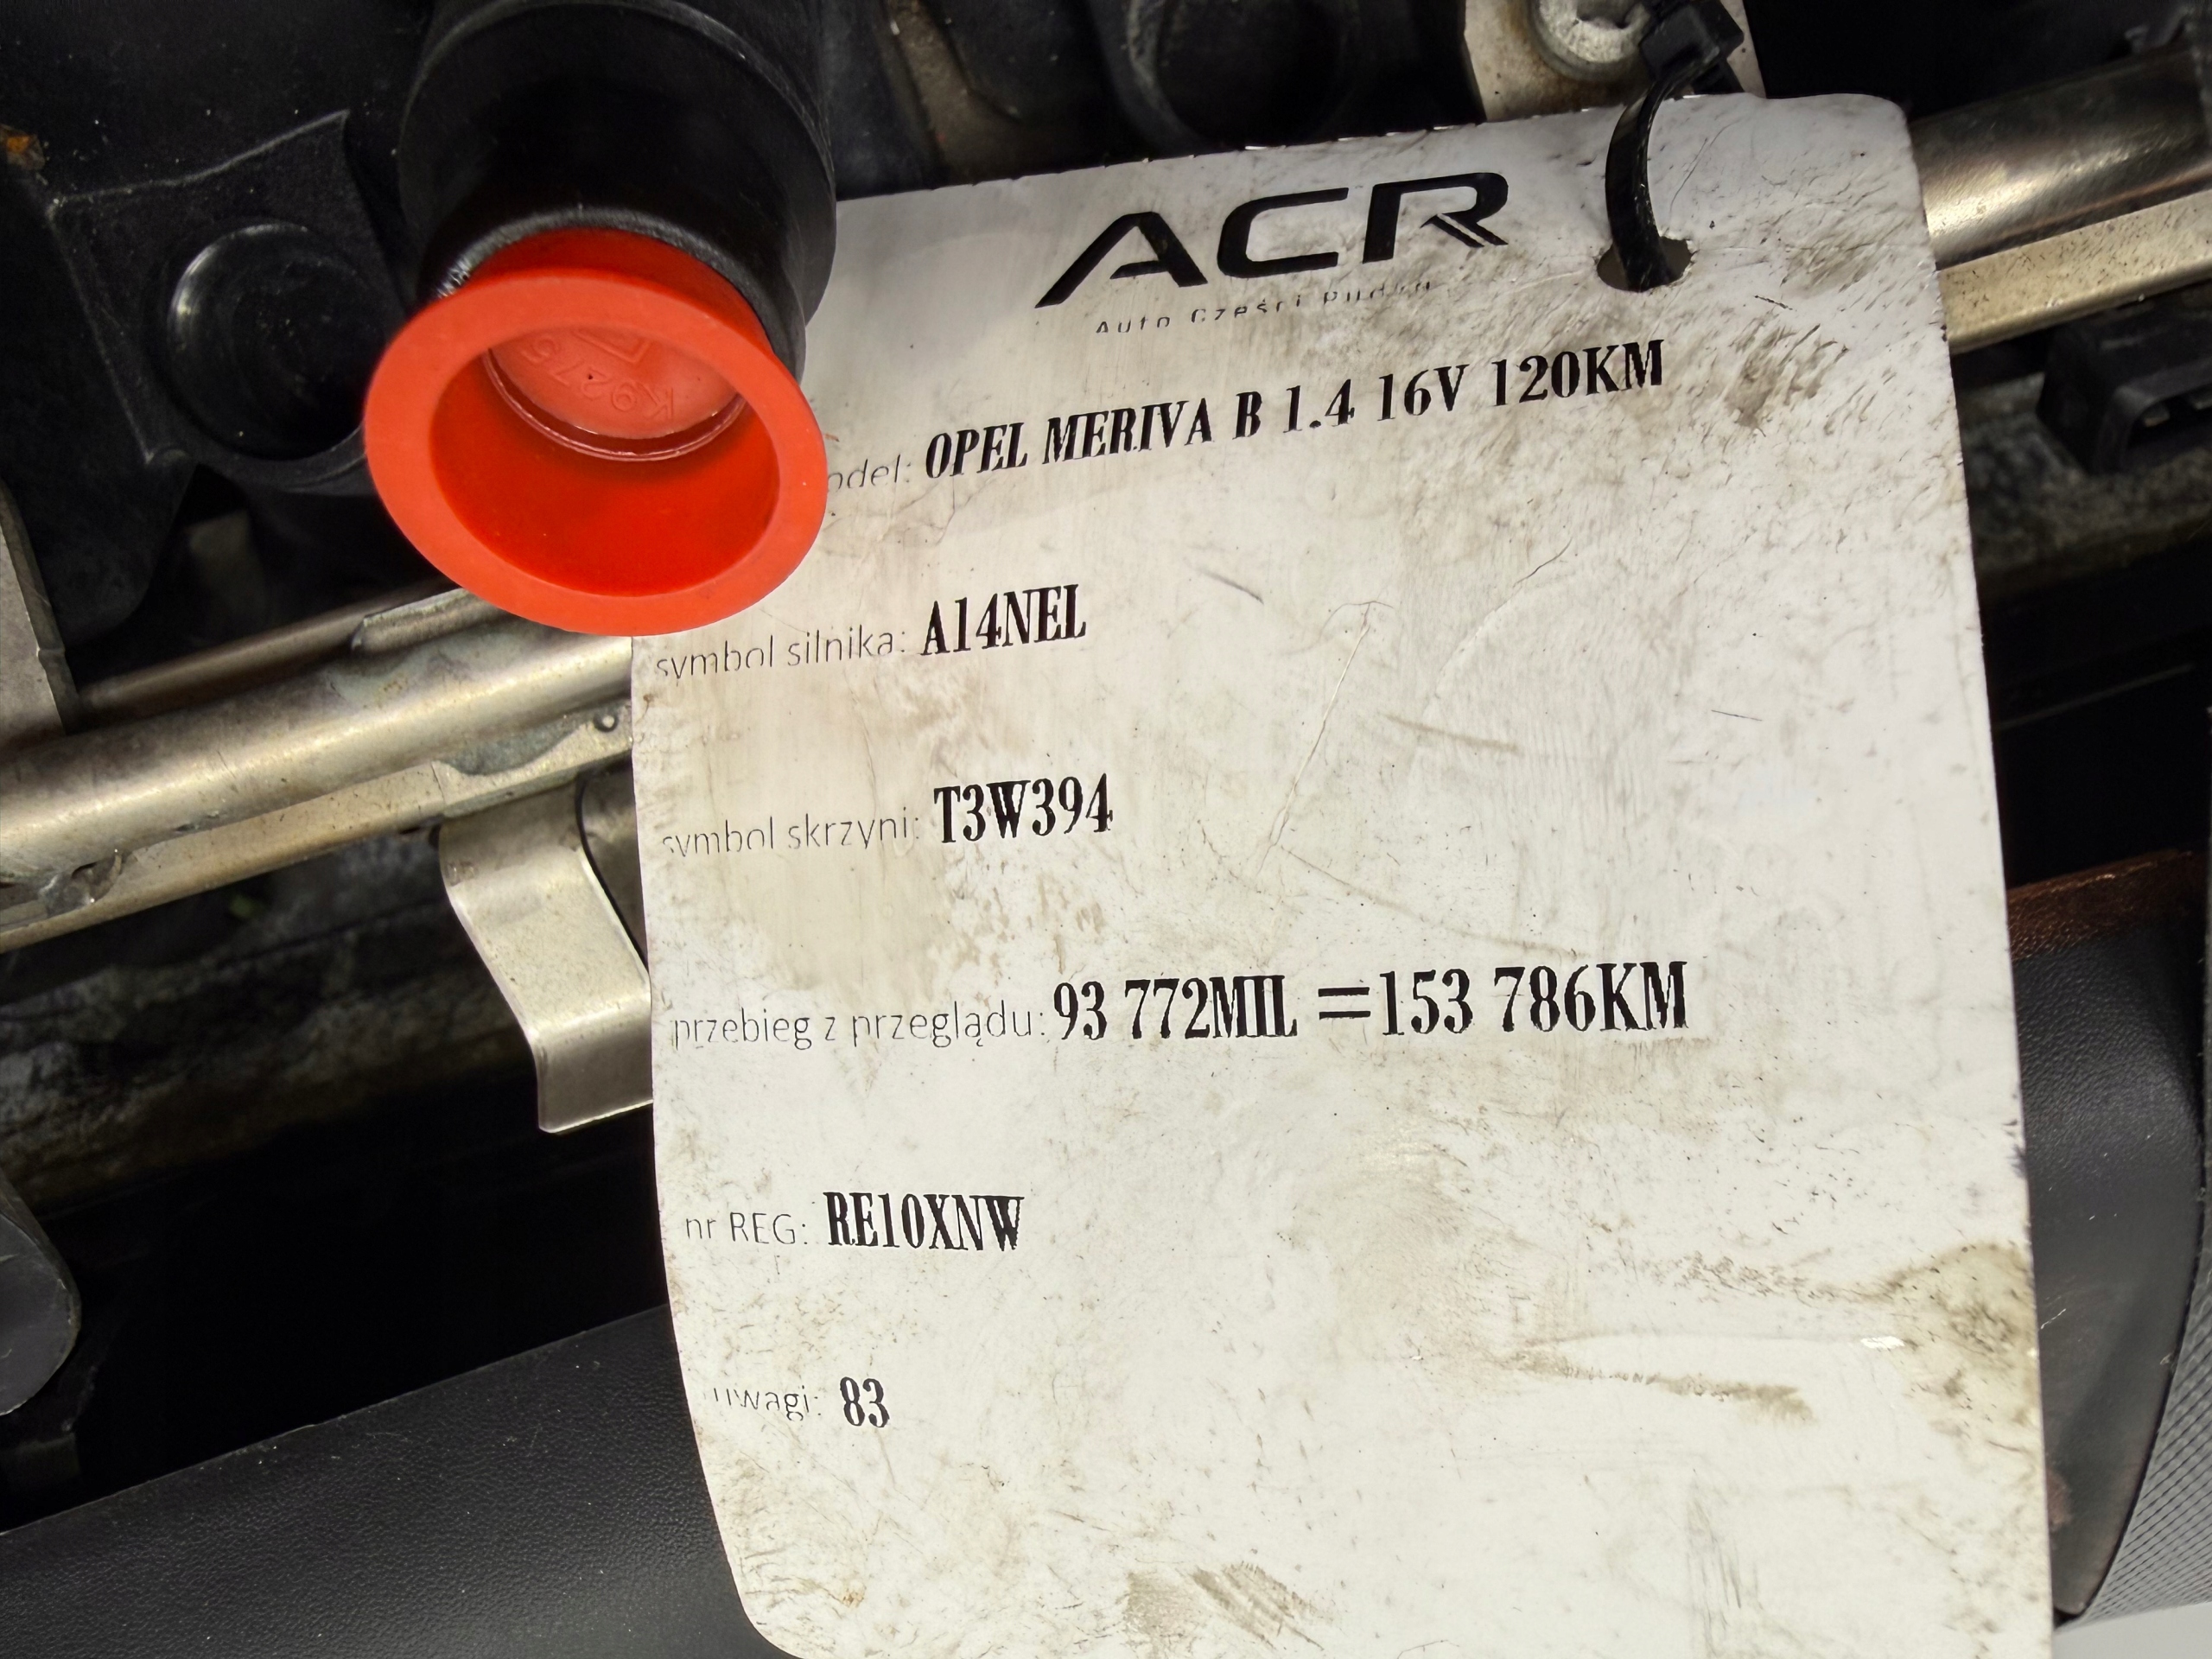 ACR
Auto Części Rudka
odel: OPEL MERIVA B 1.4 16V 120KM
symbol silnika: A14NEL
symbol skrzyni: T3W394
przebieg z przeglądu: 93 772MIL =153 786KM
nr REG: RE10XNW
uwagi: 83